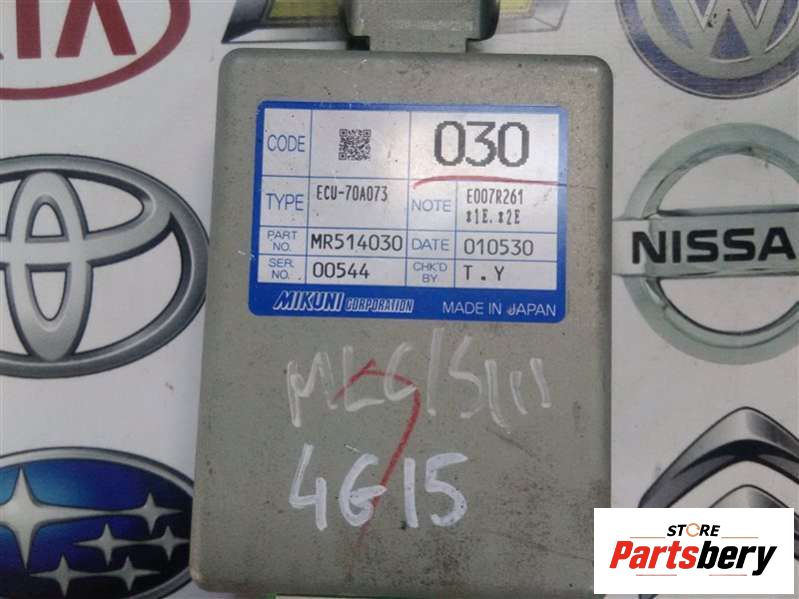 KIA
CODE 030
TYPE ECU-70A073 NOTE E007R261
*1E.*2E
PART NO. MR514030 DATE 010530
SER. NO. 00544 CHK'D BY T.Y
MIKUNI CORPORATION MADE IN JAPAN
NISSAN
4G15
STORE
Partsbery